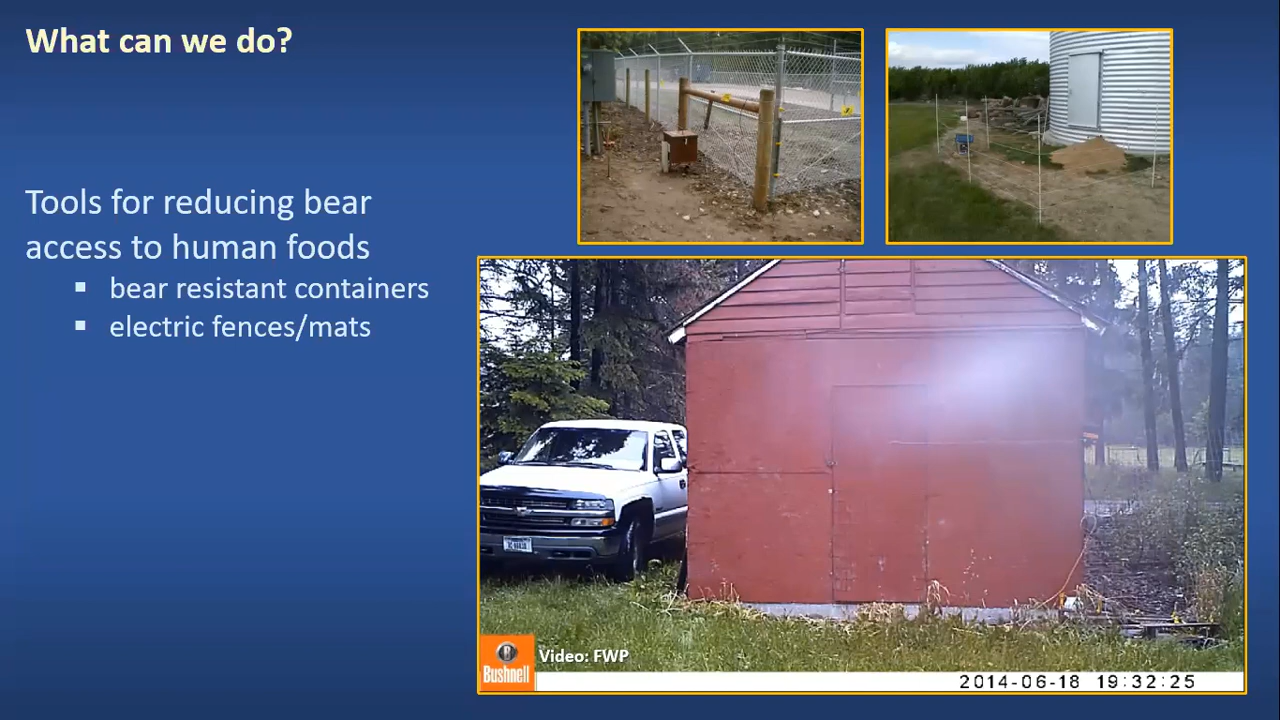 What can we do?
Tools for reducing bear
access to human foods
▪ bear resistant containers
▪ electric fences/mats
B
Bushnell
Video: FWP
2014-06-18 19:32:25